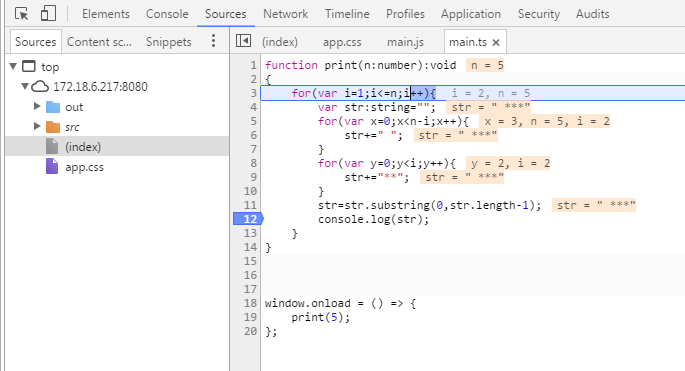 Elements Console Sources Network Timeline Profiles Application Security Audits
Sources Content sc... Snippets
(index) app.css main.js main.ts ×
top
172.18.6.217:8080
out
src
(index)
app.css
1 function print(n:number):void n = 5
2 {
3 for(var i=1;i<=n;i++){ i = 2, n = 5
4 var str:string=""; str = " ***"
5 for(var x=0;x<n-i;x++){ x = 3, n = 5, i = 2
6 str+=" "; str = " ***"
7 }
8 for(var y=0;y<i;y++){ y = 2, i = 2
9 str+="**"; str = " ***"
10 }
11 str=str.substring(0,str.length-1); str = " ***"
12 console.log(str);
13 }
14 }
15
16
17
18 window.onload = () => {
19 print(5);
20 };